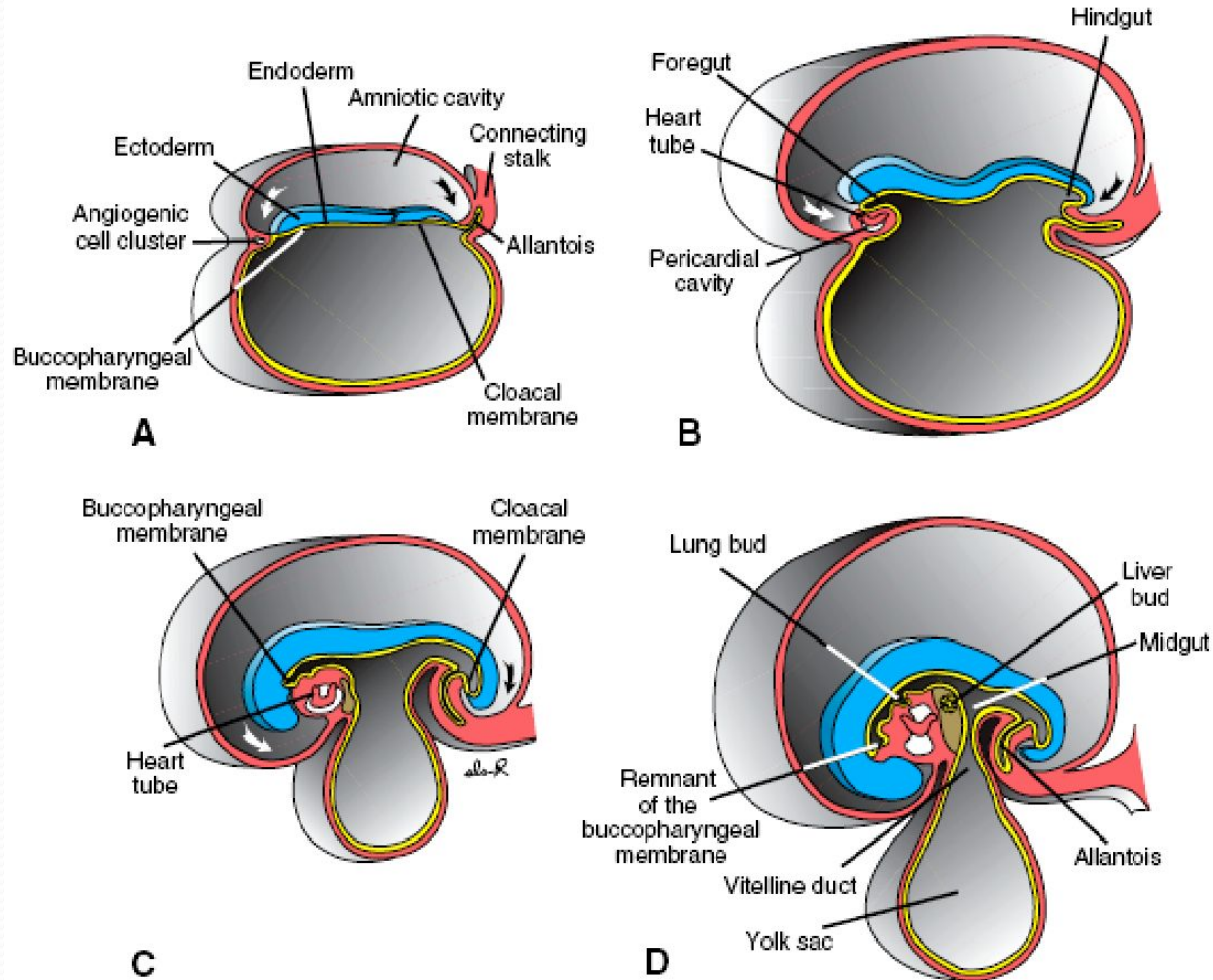 Endoderm
Amniotic cavity
Ectoderm
Connecting
stalk
Angiogenic
cell cluster
Allantois
Buccopharyngeal
membrane
Cloacal
membrane
A
Hindgut
Foregut
Heart
tube
Pericardial
cavity
B
Buccopharyngeal
membrane
Cloacal
membrane
Heart
tube
C
Lung bud
Liver
bud
Midgut
Remnant
of the
buccopharyngeal
membrane
Allantois
Vitelline duct
Yolk sac
D